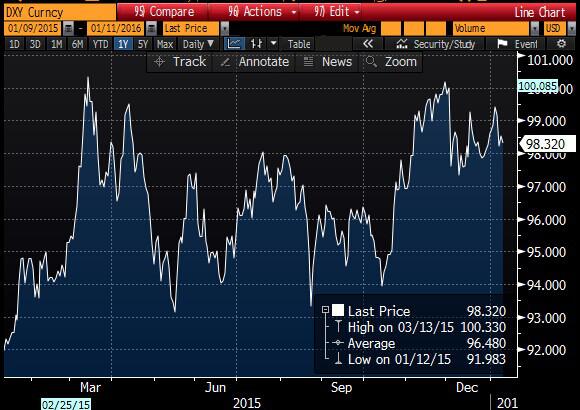 DXY Curncy 95 Compare 96 Actions 97 Edit Line Chart
01/09/2015 01/11/2016 Last Price Mov Avg Volume USD
1D 3D 1M 6M YTD 1Y 5Y Max Daily Table Security/Study Event
Track Annotate News Zoom
101.000
100.085
99.000
98.320
98.000
97.000
96.000
95.000
94.000
93.000
92.000
Last Price 98.320
High on 03/13/15 100.330
Average 96.480
Low on 01/12/15 91.983
Mar Jun Sep Dec
02/25/15 2015 201